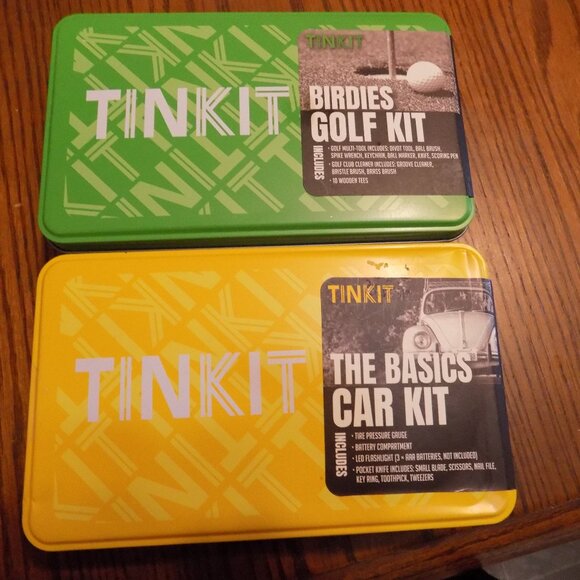 TINKIT
TINKIT
BIRDIES
GOLF KIT
INCLUDES
• GOLF MULTI-TOOL INCLUDES: DIVOT TOOL, BALL BRUSH,
SPIKE WRENCH, KEYCHAIN, BALL MARKER, KNIFE, SCORING PEN
• GOLF CLUB CLEANER INCLUDES: GROOVE CLEANER,
BRISTLE BRUSH, BRASS BRUSH
• 10 WOODEN TEES
TINKIT
TINKIT
THE BASICS
CAR KIT
INCLUDES
• TIRE PRESSURE GAUGE
• BATTERY COMPARTMENT
• LED FLASHLIGHT (3 × AAA BATTERIES, NOT INCLUDED)
• POCKET KNIFE INCLUDES: SMALL BLADE, SCISSORS, NAIL FILE,
KEY RING, TOOTHPICK, TWEEZERS